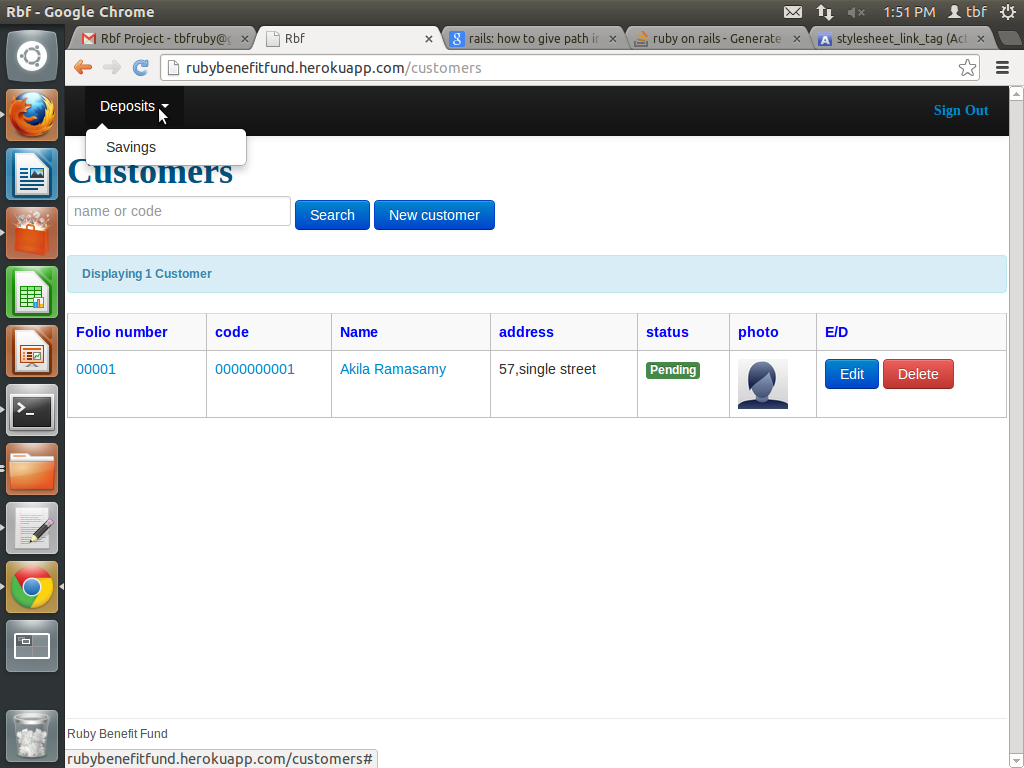 Rbf - Google Chrome
1:51 PM tbf
Rbf Project - tbfruby@g
Rbf
rails: how to give path in
ruby on rails - Generate
stylesheet_link_tag (Act
rubybenefitfund.herokuapp.com/customers
Deposits
Sign Out
Savings
Customers
name or code
Search
New customer
Displaying 1 Customer
Folio number code Name address status photo E/D
00001 0000000001 Akila Ramasamy 57,single street Pending Edit Delete
Ruby Benefit Fund
rubybenefitfund.herokuapp.com/customers#